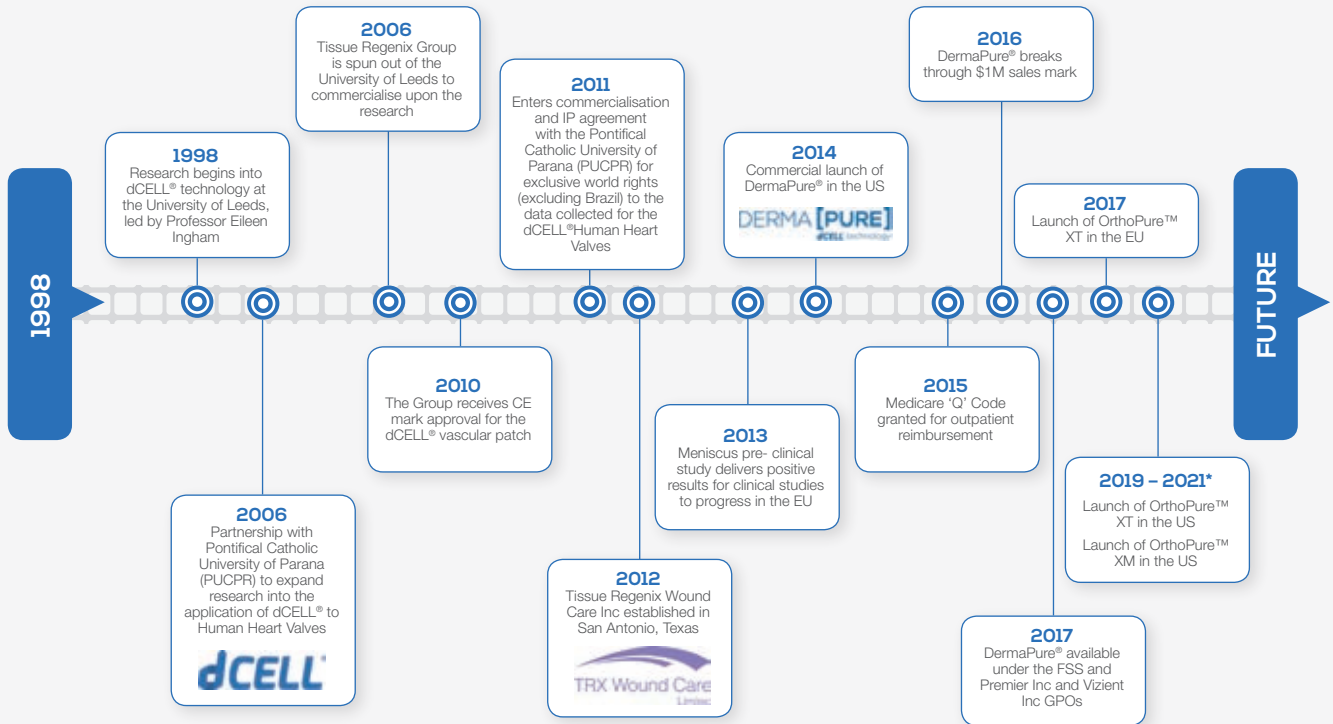 1998
1998
Research begins into
dCELL® technology at
the University of Leeds,
led by Professor Eileen
Ingham
2006
Partnership with
Pontifical Catholic
University of Parana
(PUCPR) to expand
research into the
application of dCELL® to
Human Heart Valves
dCELL®
2006
Tissue Regenix Group
is spun out of the
University of Leeds to
commercialise upon the
research
2010
The Group receives CE
mark approval for the
dCELL® vascular patch
2011
Enters commercialisation
and IP agreement
with the Pontifical
Catholic University of
Parana (PUCPR) for
exclusive world rights
(excluding Brazil) to the
data collected for the
dCELL®Human Heart
Valves
2012
Tissue Regenix Wound
Care Inc established in
San Antonio, Texas
TRX Wound Care
Limited
2013
Meniscus pre- clinical
study delivers positive
results for clinical studies
to progress in the EU
2014
Commercial launch of
DermaPure® in the US
DERMA [PURE]
dCELL technology
2015
Medicare ‘Q’ Code
granted for outpatient
reimbursement
2016
DermaPure® breaks
through $1M sales mark
2017
DermaPure® available
under the FSS and
Premier Inc and Vizient
Inc GPOs
2017
Launch of OrthoPure™
XT in the EU
2019 – 2021*
Launch of OrthoPure™
XT in the US
Launch of OrthoPure™
XM in the US
FUTURE